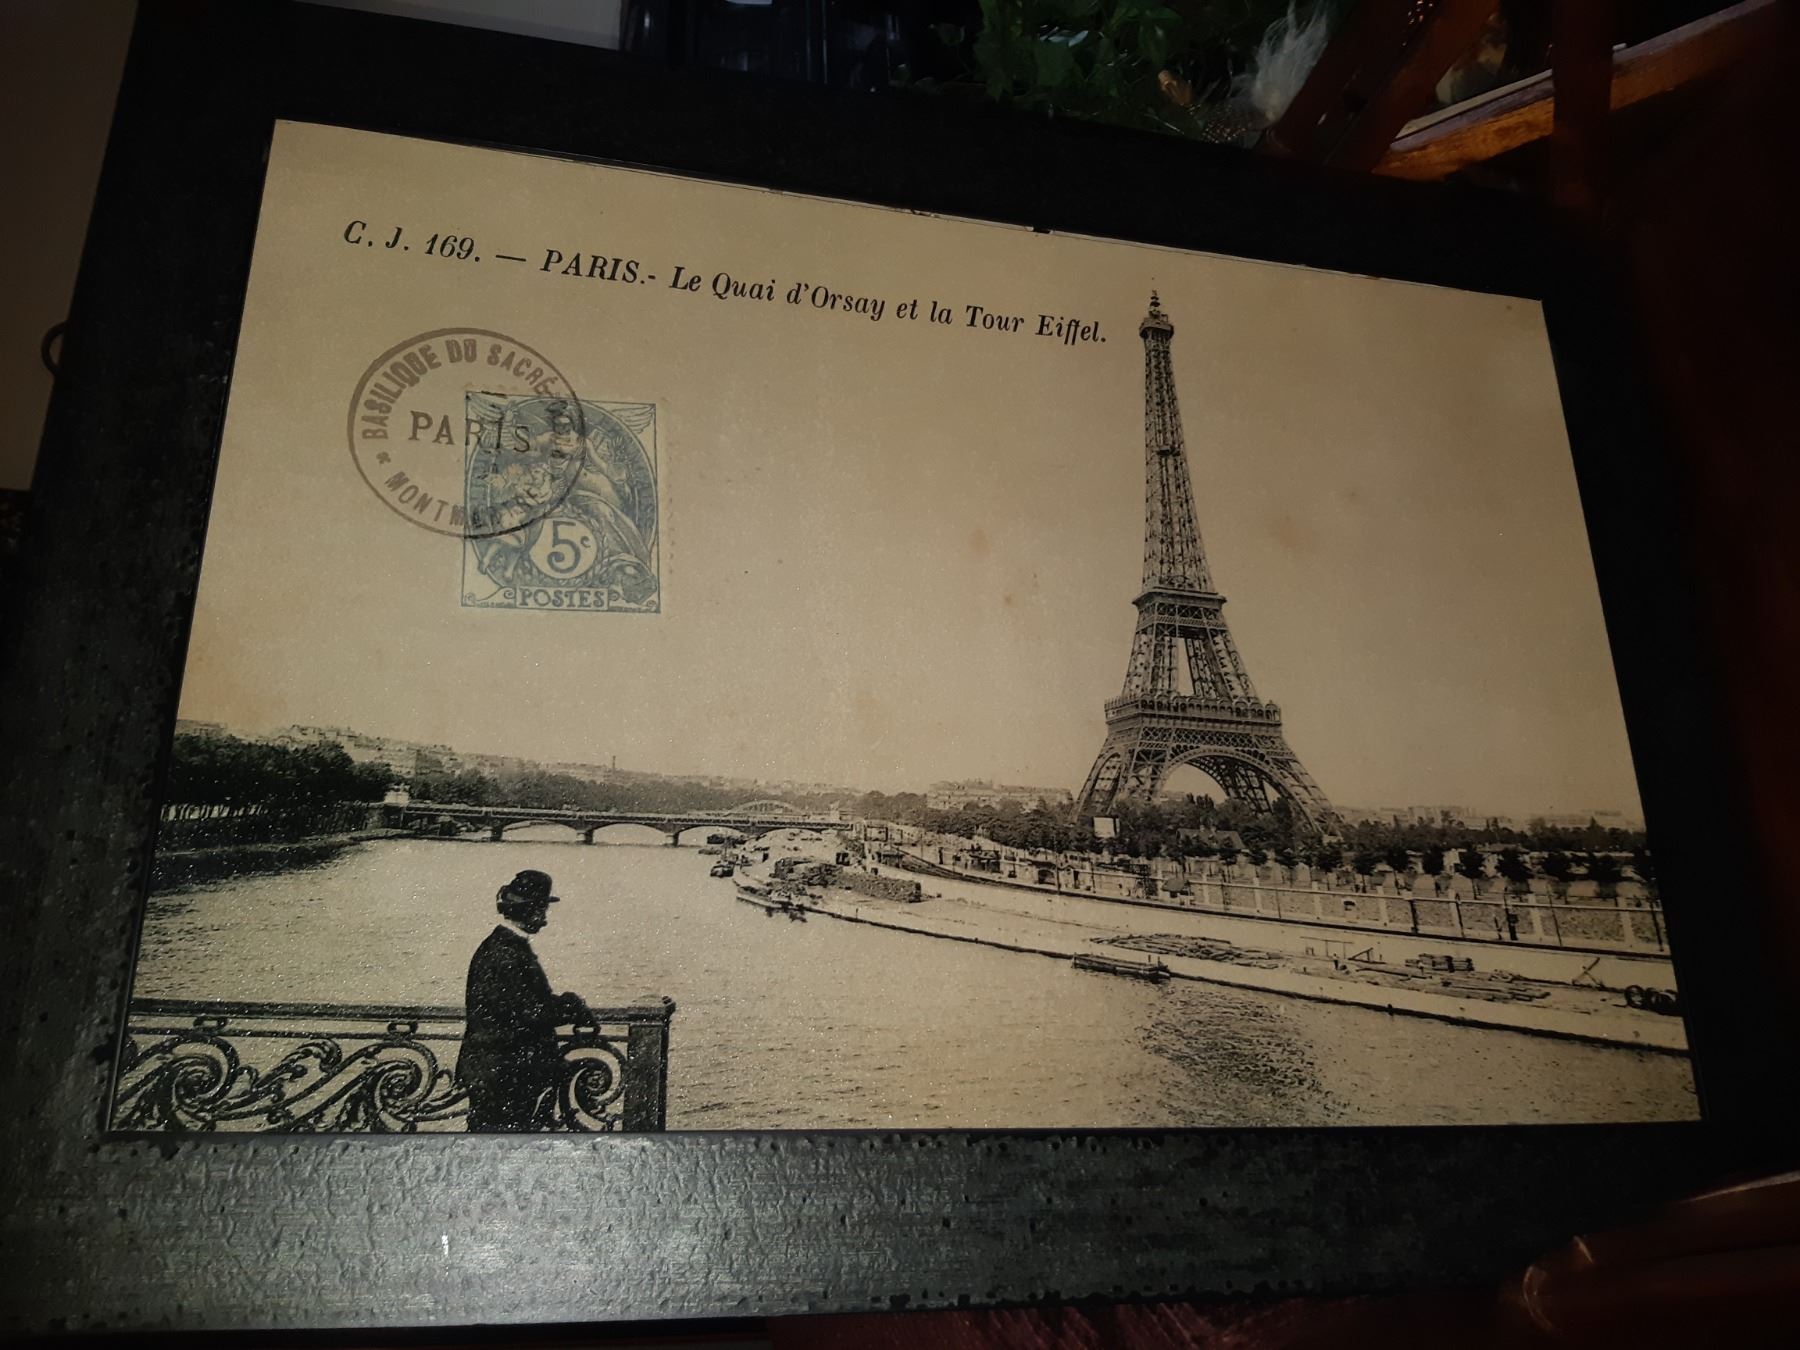 C. J. 169. — PARIS.- Le Quai d'Orsay et la Tour Eiffel.
BASILIQUE DU SACRÉ
PARIS
* MONTMARTRE
5c
POSTES